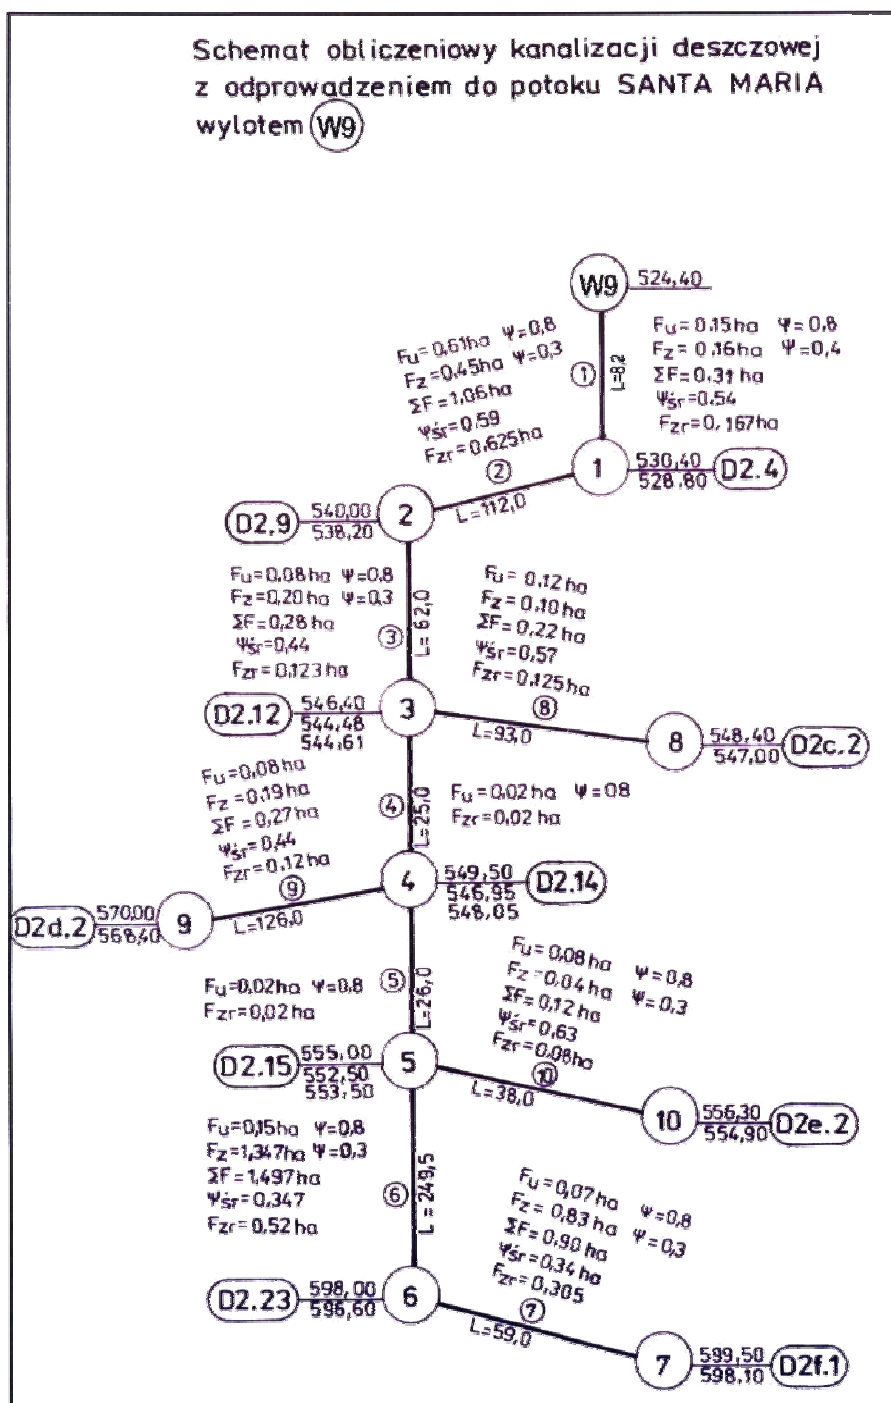 Schemat obliczeniowy kanalizacji deszczowej
z odprowadzeniem do potoku SANTA MARIA
wylotem W9
W9 524,40
Fu=0,61ha Ψ=0,8
Fz=0,45ha Ψ=0,3
ΣF=1,06ha
Ψśr=0,59
Fzr=0,625ha
2
L=112,0
1
L=8,2
Fu=0,15ha Ψ=0,8
Fz=0,16ha Ψ=0,4
ΣF=0,31 ha
Ψśr=0,54
Fzr=0,167ha
1
530,40
528,80
D2.4
D2.9
540,00
538,20
2
Fu=0,08ha Ψ=0,8
Fz=0,20ha Ψ=0,3
ΣF=0,28 ha
Ψśr=0,44
Fzr=0,123ha
3
L=62,0
Fu=0,12ha
Fz=0,10ha
ΣF=0,22 ha
Ψśr=0,57
Fzr=0,125ha
8
L=93,0
D2.12
546,40
544,48
544,61
3
8
548,40
547,00
D2c.2
Fu=0,08ha
Fz=0,19ha
ΣF=0,27ha
Ψśr=0,44
Fzr=0,12ha
9
L=126,0
4
L=25,0
Fu=0,02ha Ψ=08
Fzr=0,02 ha
D2d.2
570,00
568,40
9
4
549,50
546,95
548,05
D2.14
Fu=0,02ha Ψ=0,8
Fzr=0,02ha
5
L=26,0
Fu=0,08ha Ψ=0,8
Fz=0,04ha Ψ=0,3
ΣF=0,12ha
Ψśr=0,63
Fzr=0,08ha
10
L=38,0
D2.15
555,00
552,50
553,50
5
10
556,30
554,90
D2e.2
Fu=0,15ha Ψ=0,8
Fz=1,347ha Ψ=0,3
ΣF=1,497ha
Ψśr=0,347
Fzr=0,52ha
6
L=249,5
Fu=0,07ha Ψ=0,8
Fz=0,83ha Ψ=0,3
ΣF=0,90ha
Ψśr=0,34ha
Fzr=0,305
7
L=59,0
D2.23
598,00
596,60
6
7
599,50
598,10
D2f.1